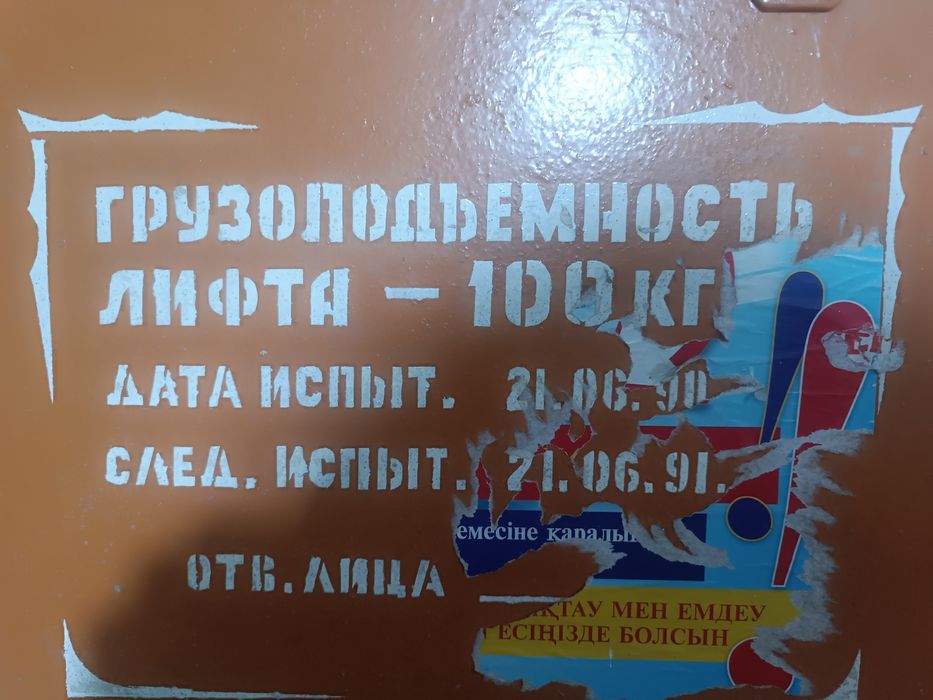 ГРУЗОПОДЬЕМНОСТЬ
ЛИФТА – 100 КГ
ДАТА ИСПЫТ. 21.06.90
СЛЕД. ИСПЫТ. 21.06.91.
емесіне қаралы
ОТВ. ЛИЦА
ҚТАУ МЕН ЕМДЕУ
ЕСІҢІЗДЕ БОЛСЫН